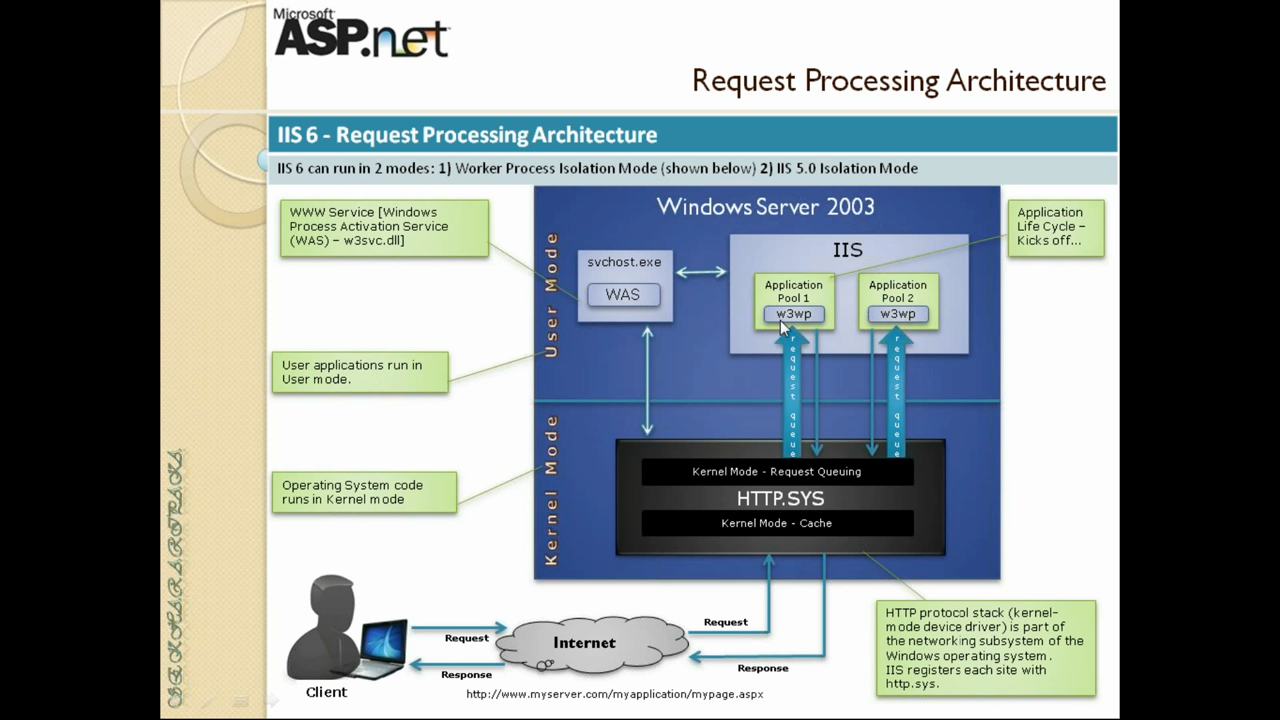 Microsoft
ASP.net
Request Processing Architecture
IIS 6 - Request Processing Architecture
IIS 6 can run in 2 modes: 1) Worker Process Isolation Mode (shown below) 2) IIS 5.0 Isolation Mode
WWW Service [Windows
Process Activation Service
(WAS) – w3svc.dll]
User applications run in
User mode.
Operating System code
runs in Kernel mode
Windows Server 2003
User Mode
Kernel Mode
svchost.exe
WAS
IIS
Application
Pool 1
w3wp
Application
Pool 2
w3wp
Application
Life Cycle –
Kicks off...
request queue
request queue
Kernel Mode - Request Queuing
HTTP.SYS
Kernel Mode - Cache
Client
Request
Response
Internet
Request
Response
http://www.myserver.com/myapplication/mypage.aspx
HTTP protocol stack (kernel-
mode device driver) is part of
the networking subsystem of the
Windows operating system .
IIS registers each site with
http.sys.